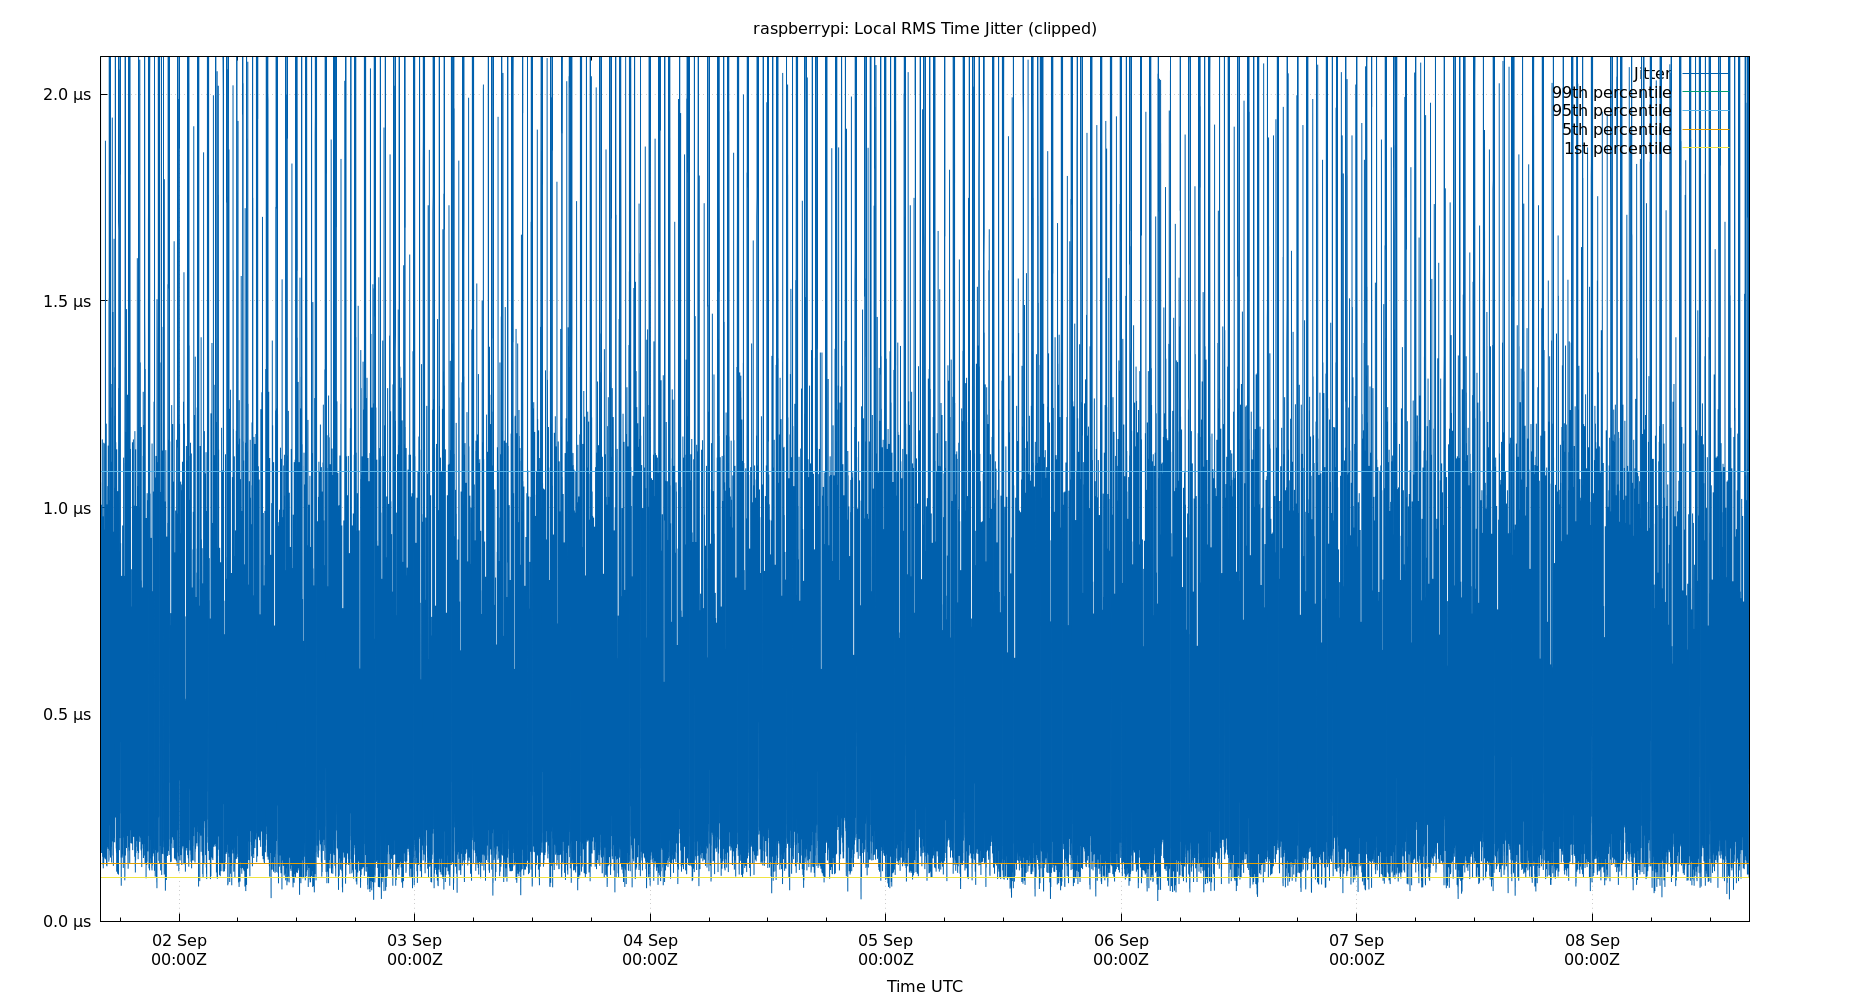 raspberrypi: Local RMS Time Jitter (clipped)
2.0 µs
1.5 µs
1.0 µs
0.5 µs
0.0 µs
Jitter
99th percentile
95th percentile
5th percentile
1st percentile
02 Sep 03 Sep 04 Sep 05 Sep 06 Sep 07 Sep 08 Sep
00:00Z 00:00Z 00:00Z 00:00Z 00:00Z 00:00Z 00:00Z
Time UTC